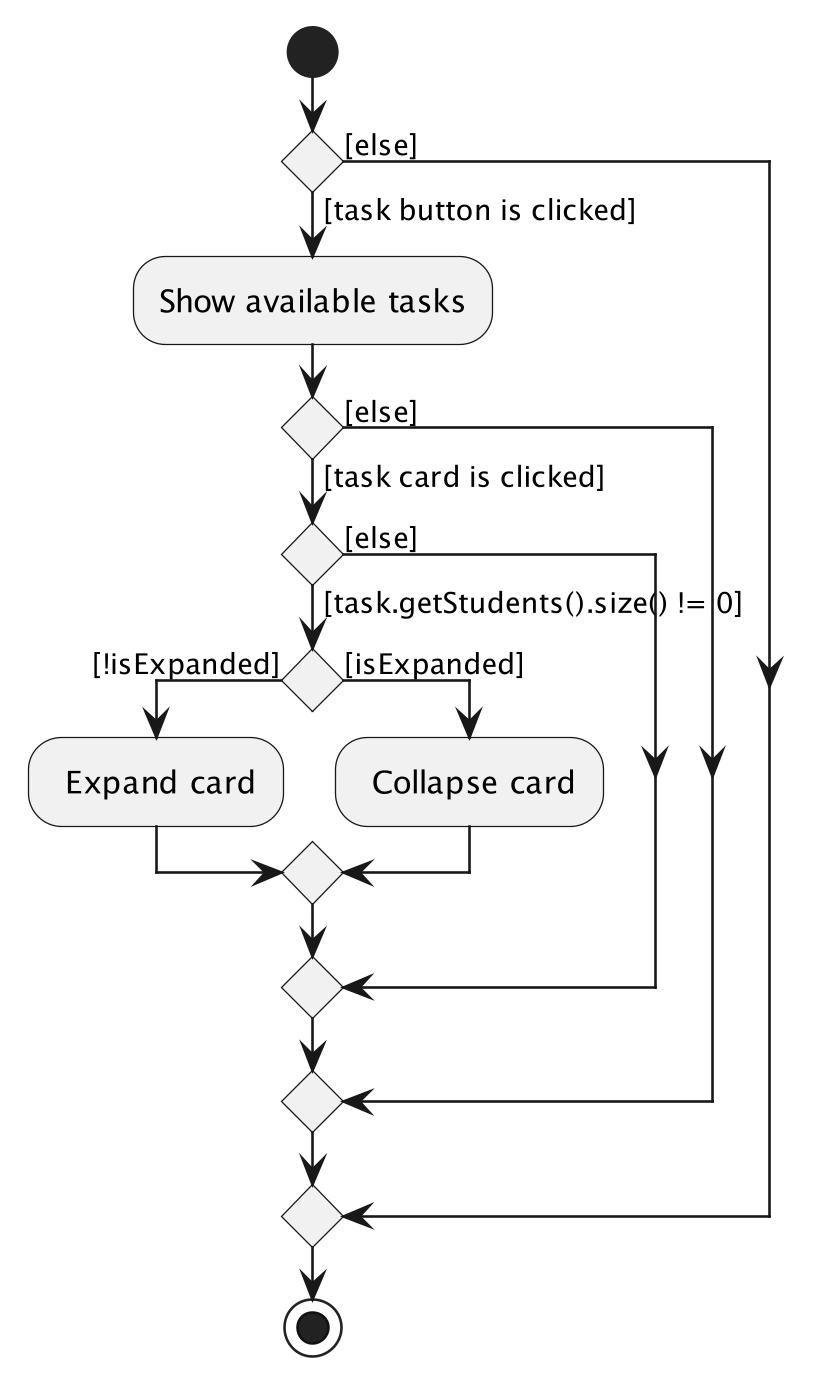 [else]
[task button is clicked]
Show available tasks
[else]
[task card is clicked]
[else]
[task.getStudents().size() != 0]
[!isExpanded]
[isExpanded]
Expand card
Collapse card